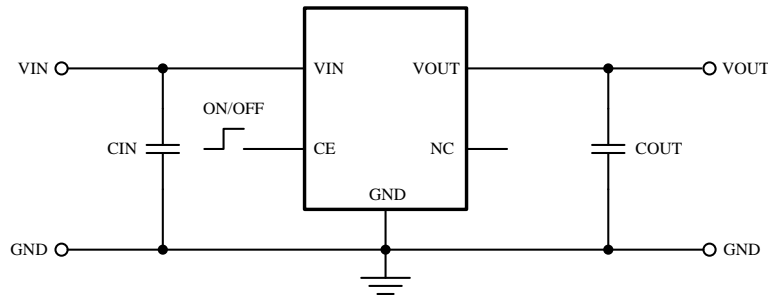 VIN
VIN
VOUT
VOUT
ON/OFF
CIN
CE
NC
COUT
GND
GND
GND